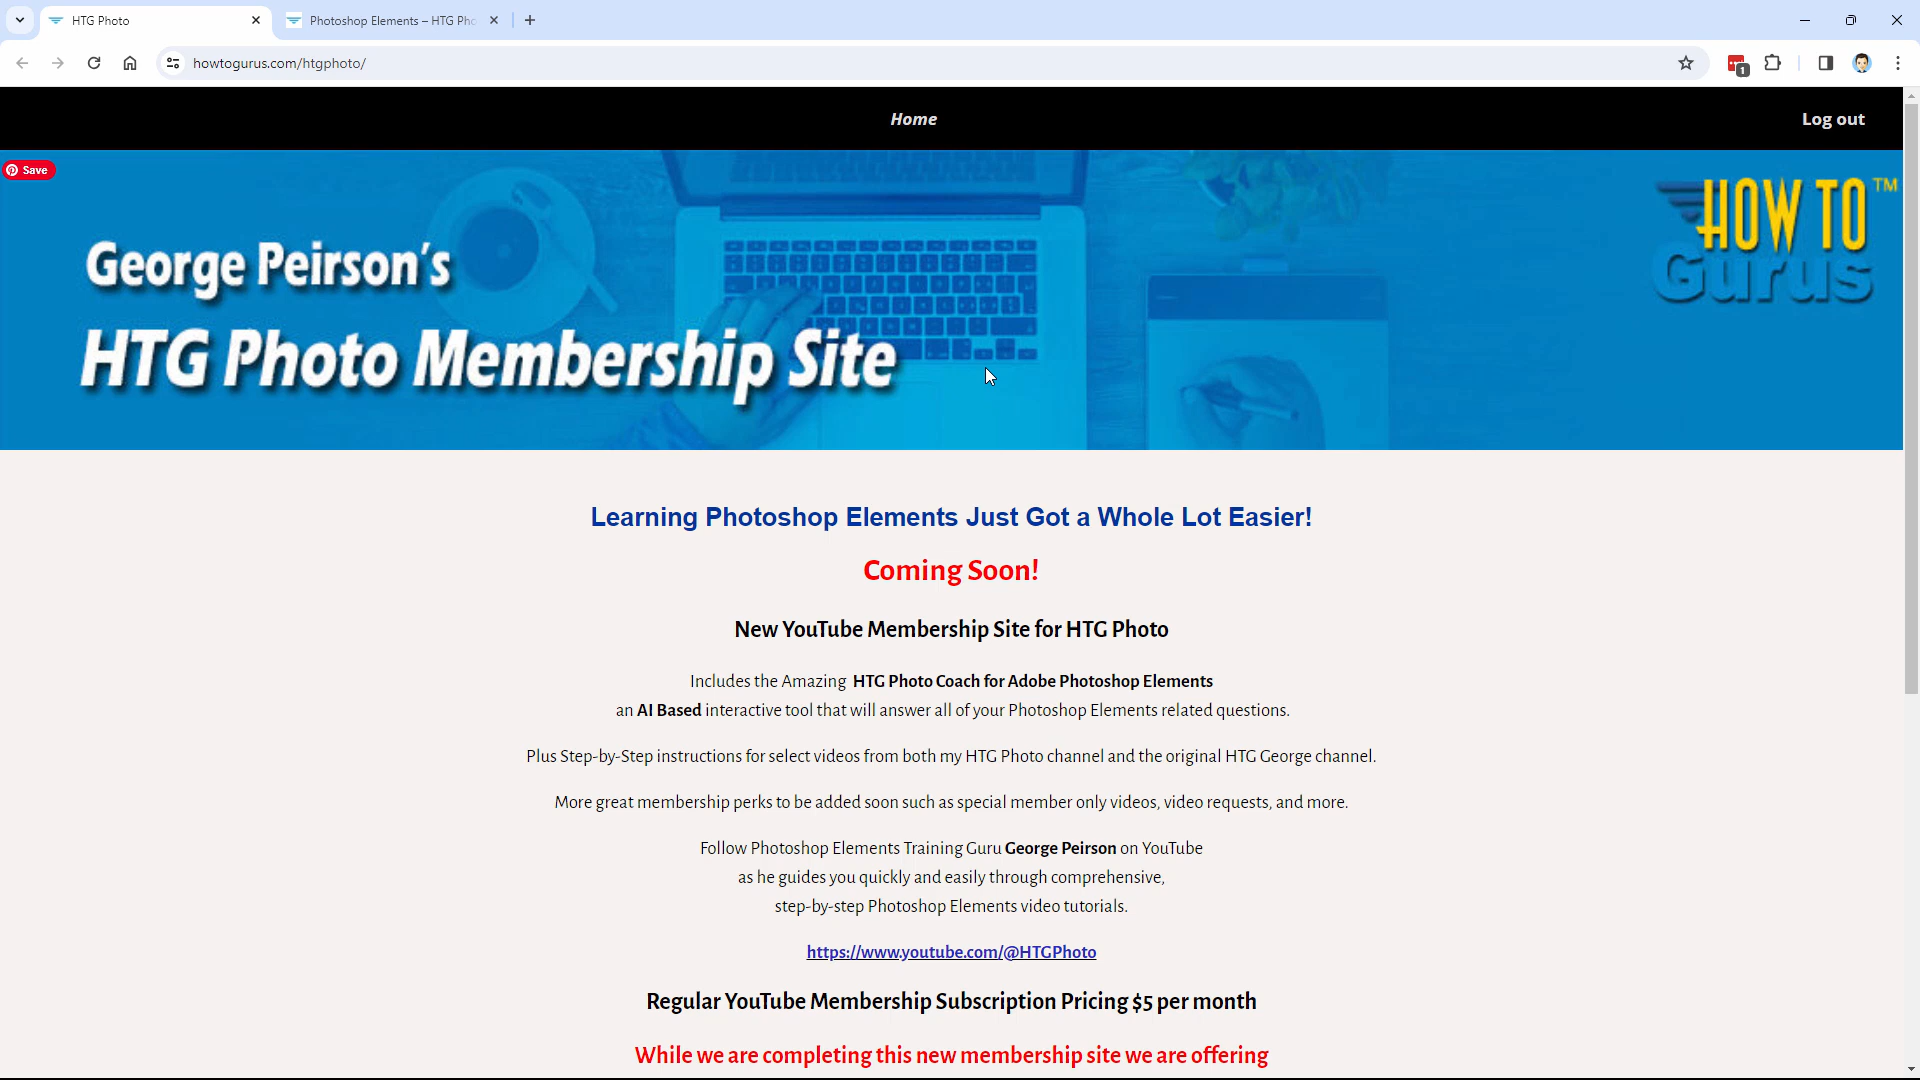 HTG Photo
Photoshop Elements – HTG Pho
howtogurus.com/htgphoto/
1
Home
Log out
Save
HOW TO™
Gurus
George Peirson's
HTG Photo Membership Site
Learning Photoshop Elements Just Got a Whole Lot Easier!
Coming Soon!
New YouTube Membership Site for HTG Photo
Includes the Amazing HTG Photo Coach for Adobe Photoshop Elements
an AI Based interactive tool that will answer all of your Photoshop Elements related questions.
Plus Step-by-Step instructions for select videos from both my HTG Photo channel and the original HTG George channel.
More great membership perks to be added soon such as special member only videos, video requests, and more.
Follow Photoshop Elements Training Guru George Peirson on YouTube
as he guides you quickly and easily through comprehensive,
step-by-step Photoshop Elements video tutorials.
https://www.youtube.com/@HTGPhoto
Regular YouTube Membership Subscription Pricing $5 per month
While we are completing this new membership site we are offering